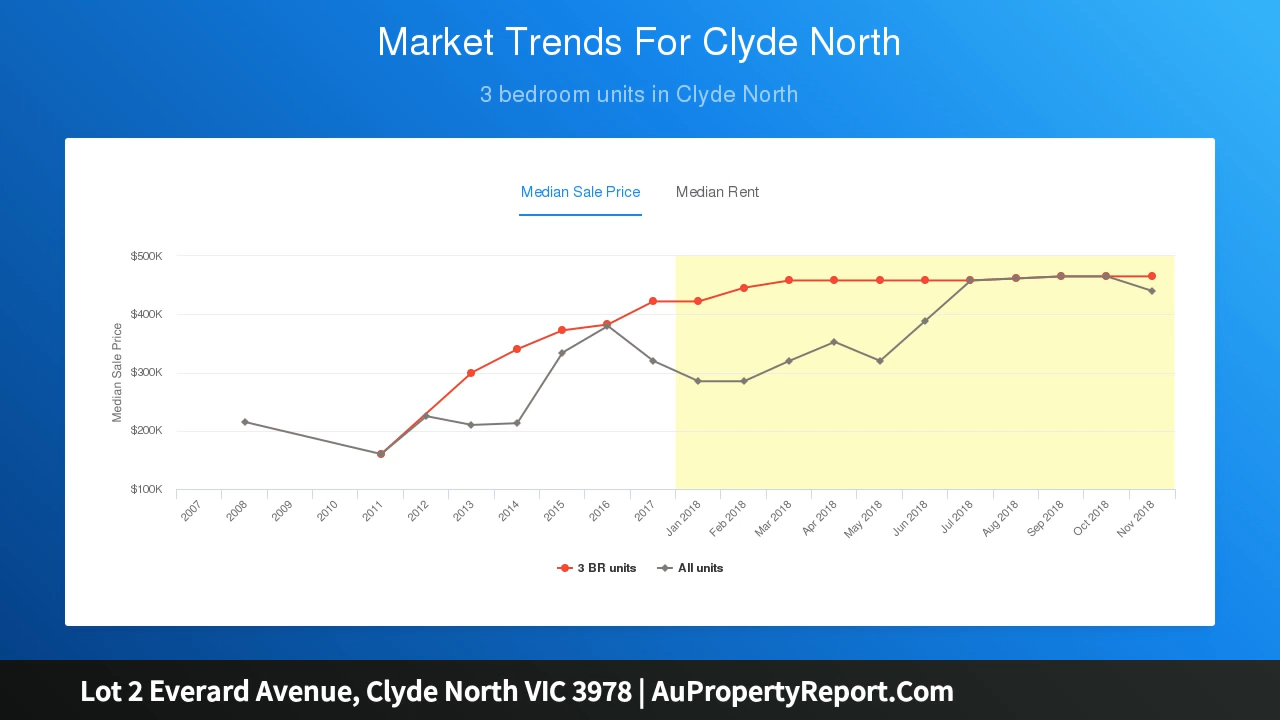 Market Trends For Clyde North
3 bedroom units in Clyde North
Median Sale Price
Median Rent
Median Sale Price
$500K
$400K
$300K
$200K
$100K
2007
2008
2009
2010
2011
2012
2013
2014
2015
2016
2017
Jan 2018
Feb 2018
Mar 2018
Apr 2018
May 2018
Jun 2018
Jul 2018
Aug 2018
Sep 2018
Oct 2018
Nov 2018
3 BR units
All units
Lot 2 Everard Avenue, Clyde North VIC 3978 | AuPropertyReport.Com